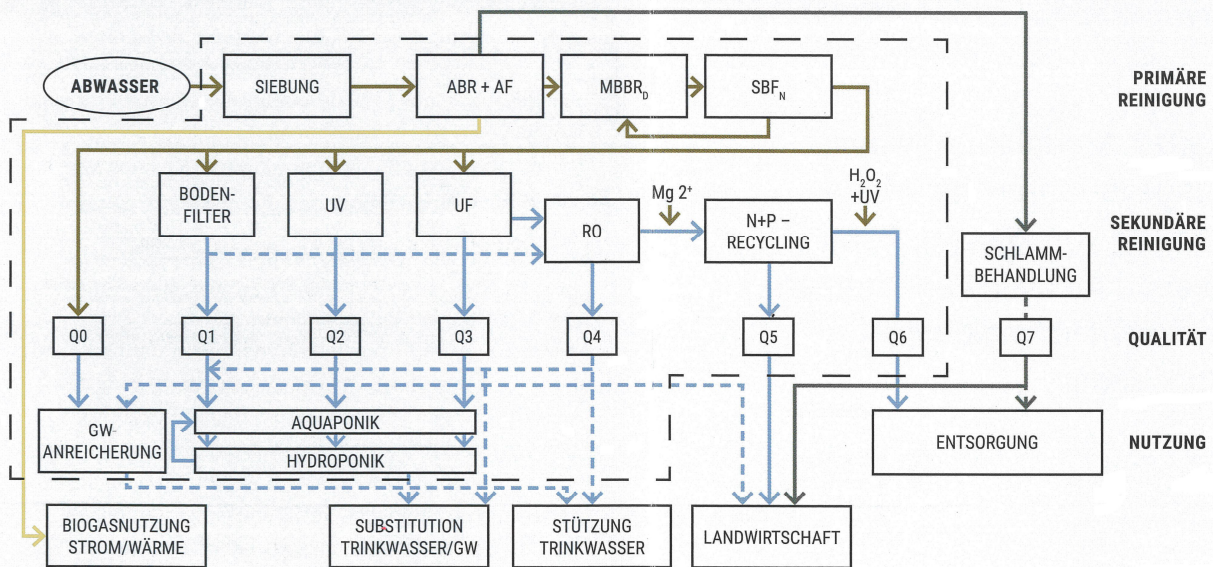 ABWASSER
SIEBUNG
ABR + AF
MBBR_D
SBF_N
PRIMÄRE
REINIGUNG
BODEN-
FILTER
UV
UF
RO
Mg 2⁺
N+P –
RECYCLING
H₂O₂
+UV
SCHLAMM-
BEHANDLUNG
SEKUNDÄRE
REINIGUNG
Q0
Q1
Q2
Q3
Q4
Q5
Q6
Q7
QUALITÄT
GW-
ANREICHERUNG
AQUAPONIK
HYDROPONIK
ENTSORGUNG
NUTZUNG
BIOGASNUTZUNG
STROM/WÄRME
SUBSTITUTION
TRINKWASSER/GW
STÜTZUNG
TRINKWASSER
LANDWIRTSCHAFT